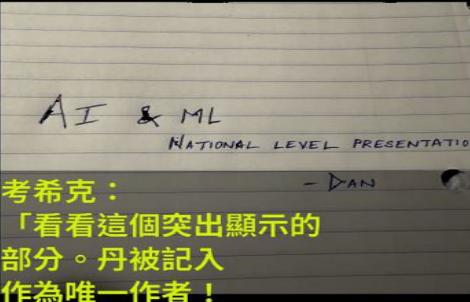 AI & ML
NATIONAL LEVEL PRESENTATIO
- DAN
考希克：
「看看這個突出顯示的
部分。丹被記入
作為唯一作者！